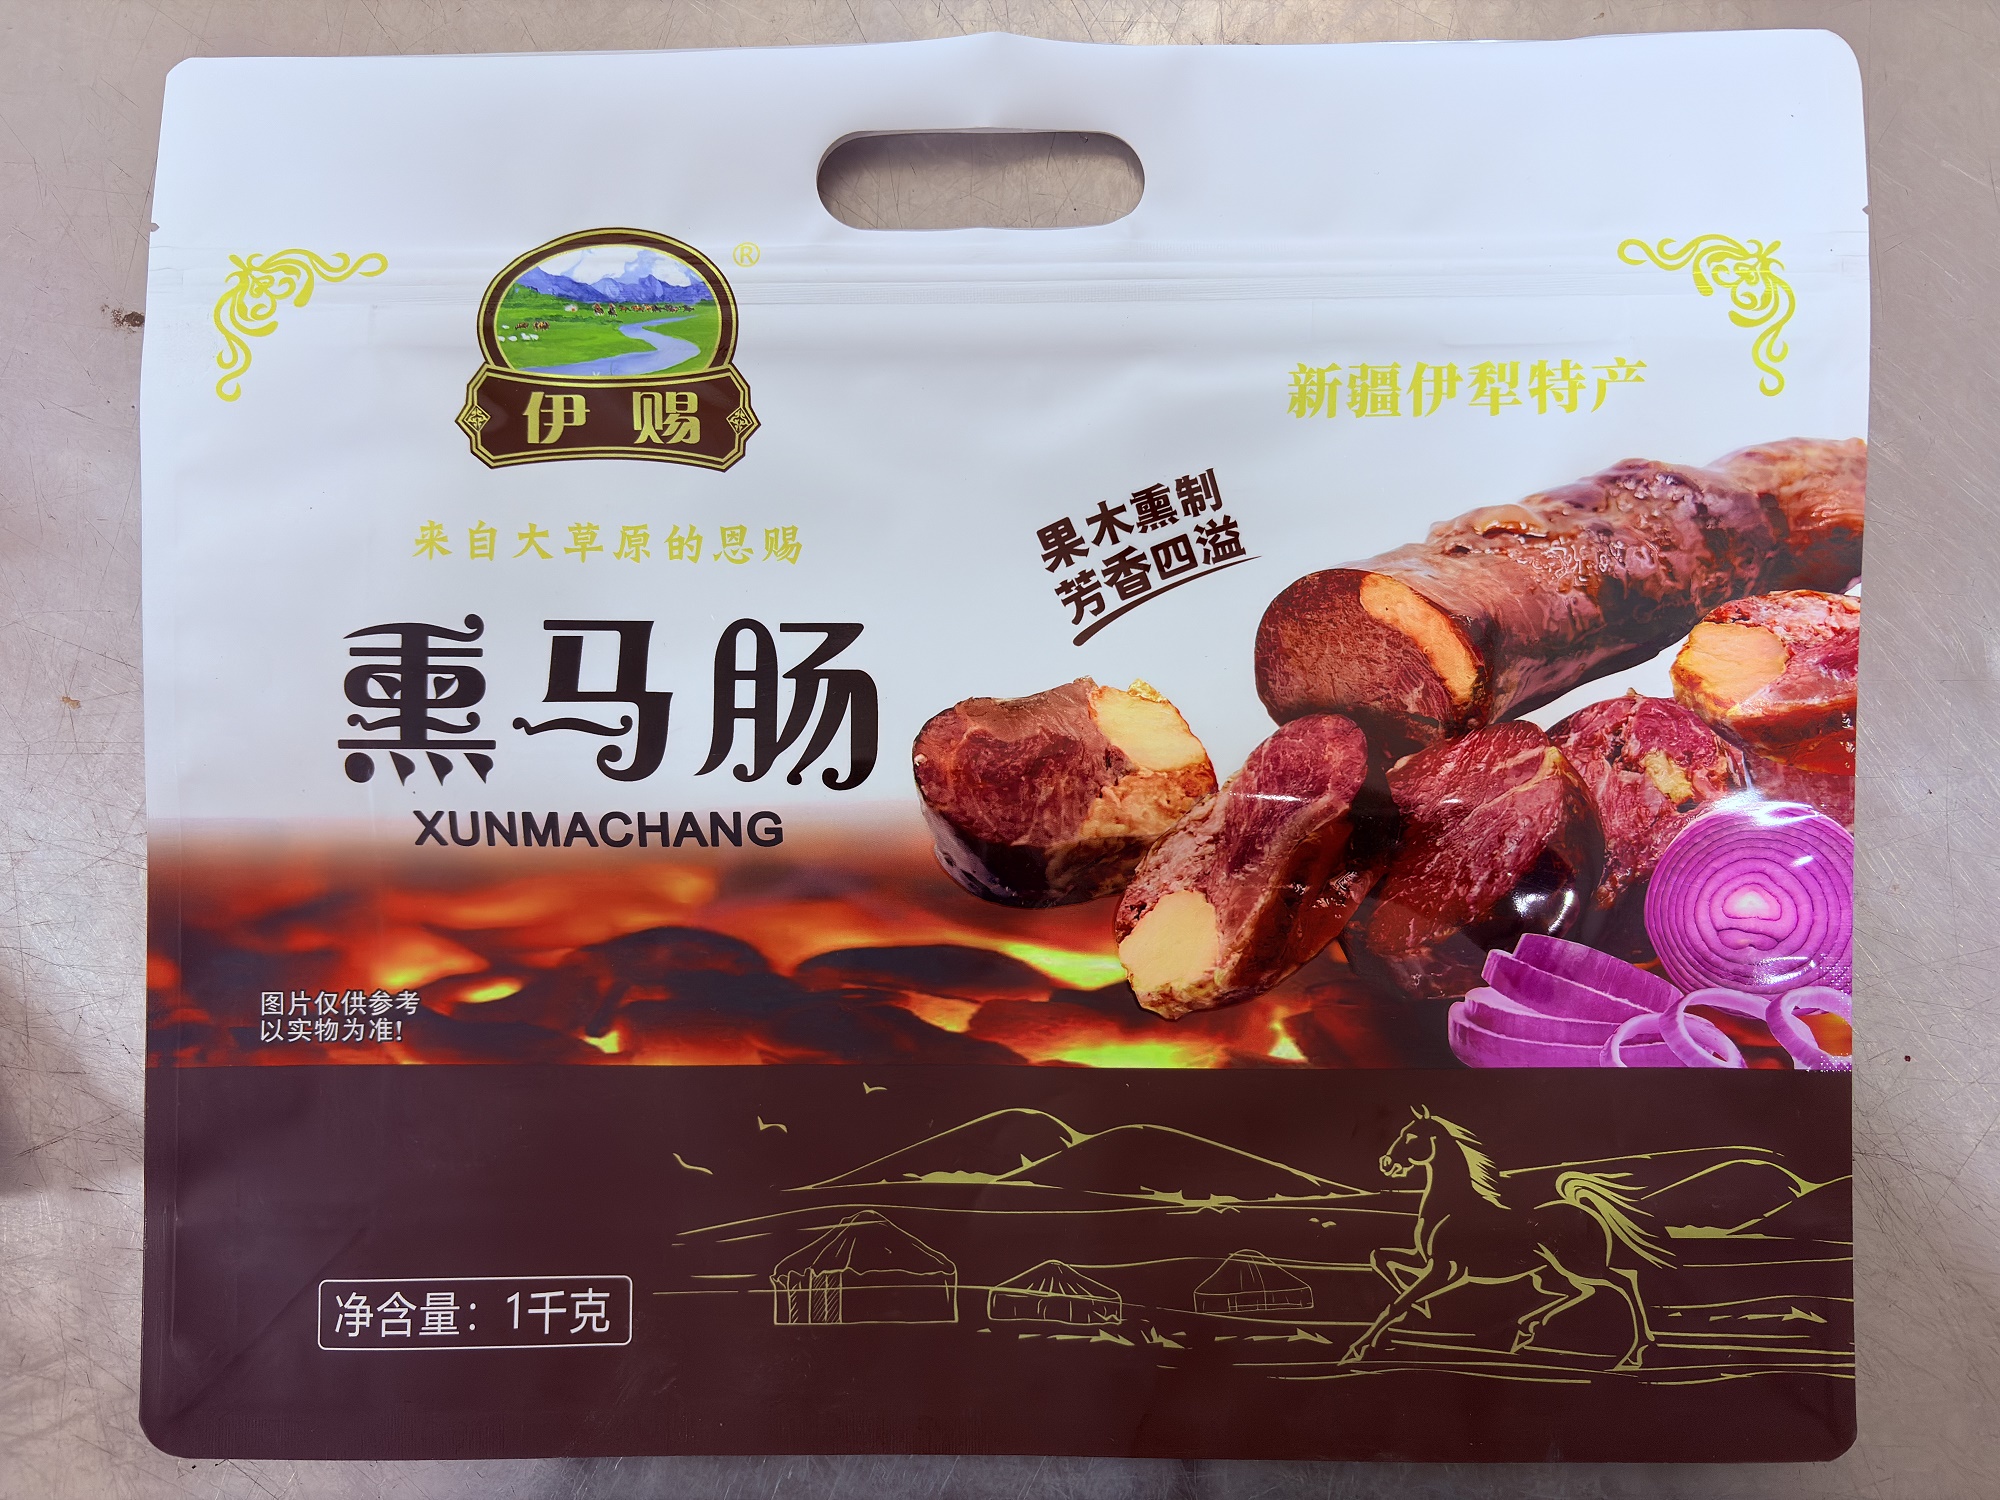 ®
伊赐
新疆伊犁特产
来自大草原的恩赐
果木熏制
芳香四溢
熏马肠
XUNMACHANG
图片仅供参考
以实物为准!
净含量：1千克